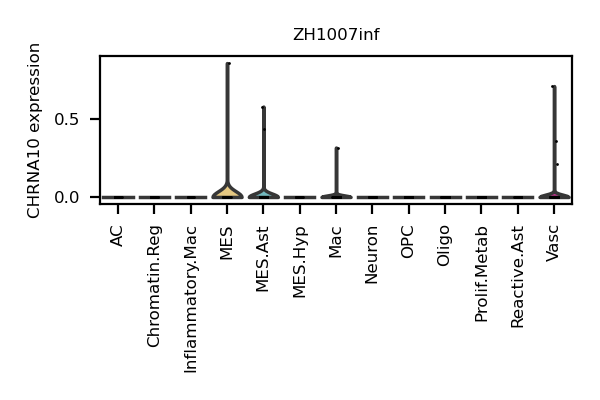 ZH1007inf
CHRNA10 expression
0.5
0.0
AC
Chromatin.Reg
Inflammatory.Mac
MES
MES.Ast
MES.Hyp
Mac
Neuron
OPC
Oligo
Prolif.Metab
Reactive.Ast
Vasc